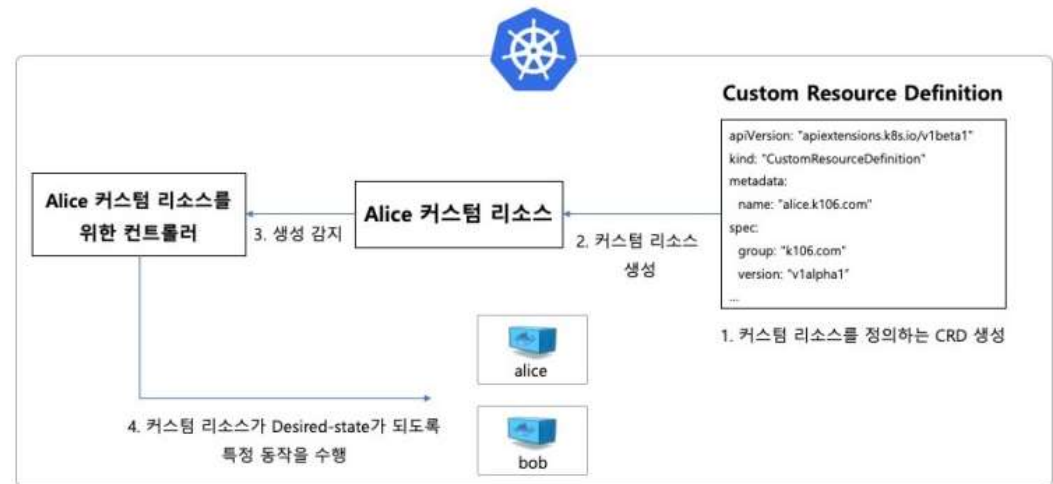 Custom Resource Definition
apiVersion: "apiextensions.k8s.io/v1beta1"
kind: "CustomResourceDefinition"
metadata:
name: "alice.k106.com"
spec:
group: "k106.com"
version: "v1alpha1"
...
1. 커스텀 리소스를 정의하는 CRD 생성
2. 커스텀 리소스
생성
Alice 커스텀 리소스
3. 생성 감지
Alice 커스텀 리소스를
위한 컨트롤러
4. 커스텀 리소스가 Desired-state가 되도록
특정 동작을 수행
alice
bob